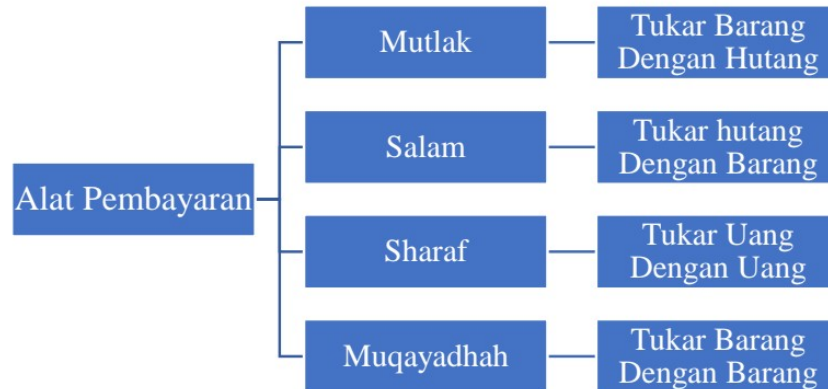 Alat Pembayaran
Mutlak
Tukar Barang
Dengan Hutang
Salam
Tukar hutang
Dengan Barang
Sharaf
Tukar Uang
Dengan Uang
Muqayadhah
Tukar Barang
Dengan Barang